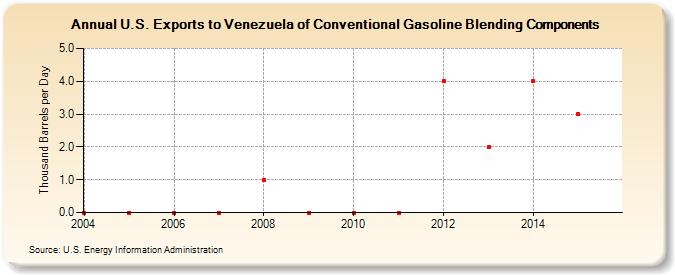 Annual U.S. Exports to Venezuela of Conventional Gasoline Blending Components
Thousand Barrels per Day
5.0
4.0
3.0
2.0
1.0
0.0
2004 2006 2008 2010 2012 2014
Source: U.S. Energy Information Administration